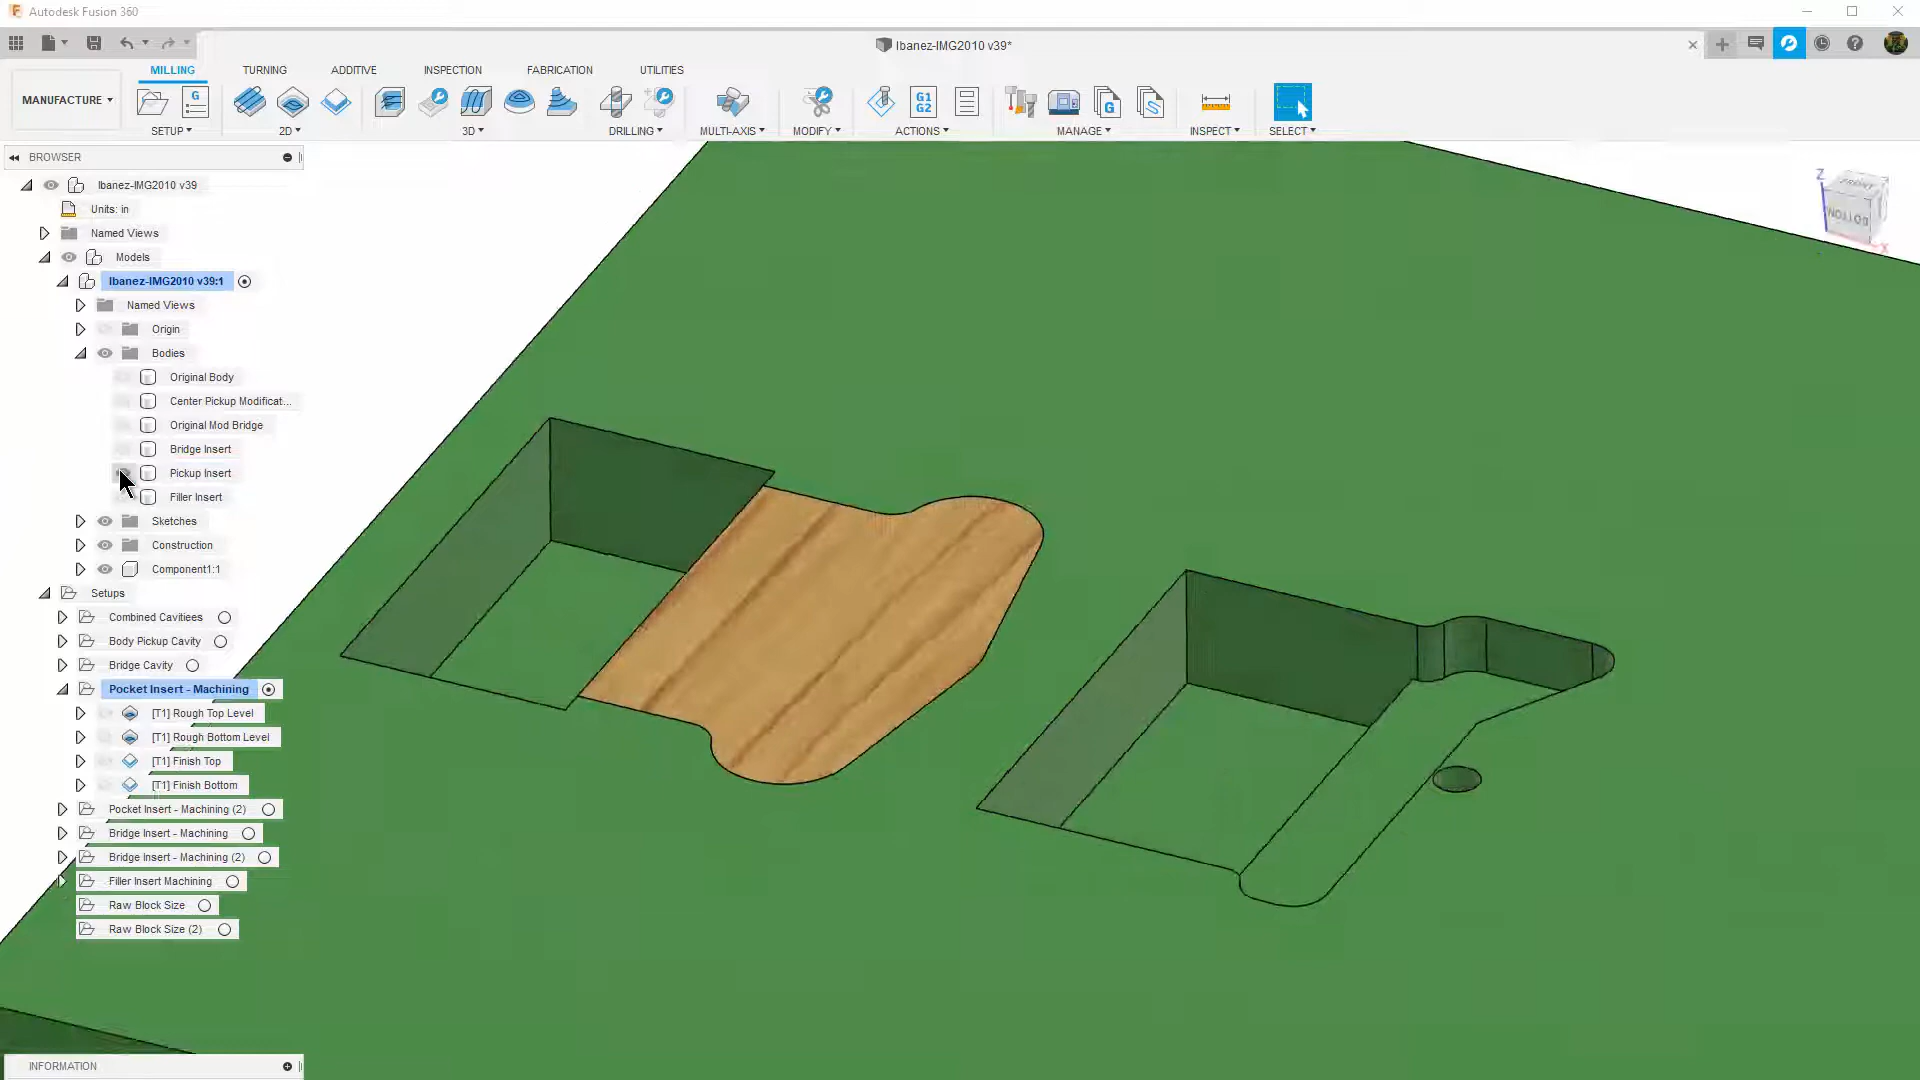 Autodesk Fusion 360
Ibanez-IMG2010 v39*
MILLING TURNING ADDITIVE INSPECTION FABRICATION UTILITIES
MANUFACTURE
G
G1
G2
G
SETUP 2D 3D DRILLING MULTI-AXIS MODIFY ACTIONS MANAGE INSPECT SELECT
BROWSER
Ibanez-IMG2010 v39
Units: in
Named Views
Models
Ibanez-IMG2010 v39:1
Named Views
Origin
Bodies
Original Body
Center Pickup Modificat...
Original Mod Bridge
Bridge Insert
Pickup Insert
Filler Insert
Sketches
Construction
Component1:1
Setups
Combined Cavitiees
Body Pickup Cavity
Bridge Cavity
Pocket Insert - Machining
[T1] Rough Top Level
[T1] Rough Bottom Level
[T1] Finish Top
[T1] Finish Bottom
Pocket Insert - Machining (2)
Bridge Insert - Machining
Bridge Insert - Machining (2)
Filler Insert Machining
Raw Block Size
Raw Block Size (2)
INFORMATION
Z
FRONT
BOTTOM
X